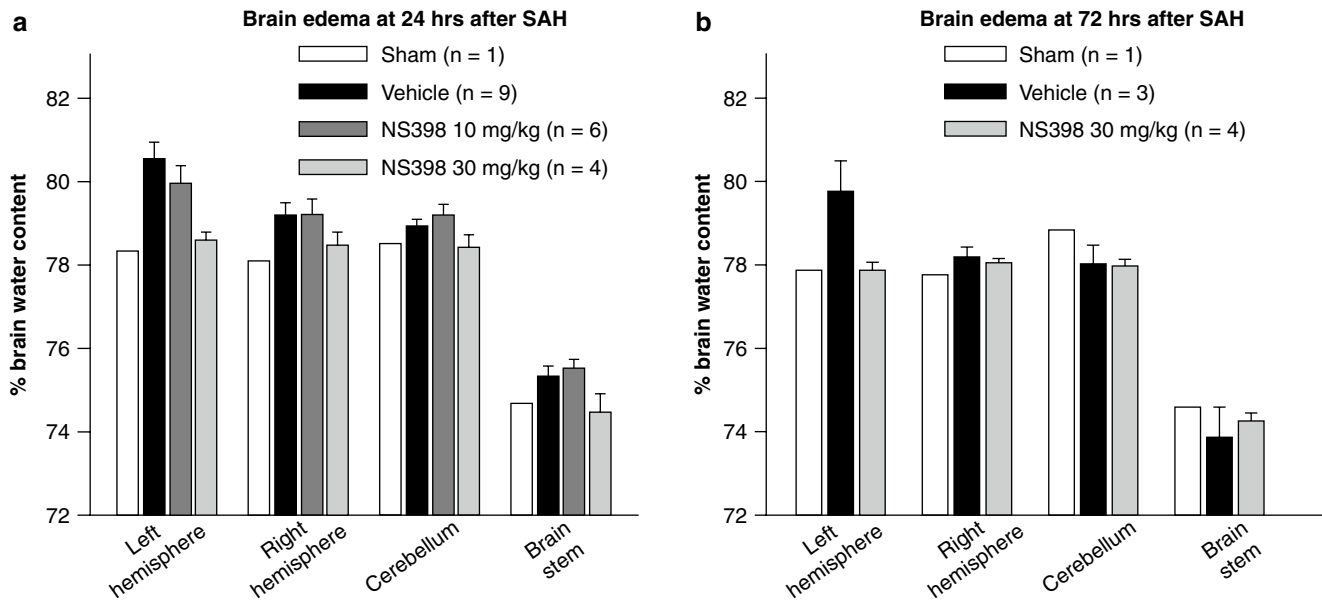 a
Brain edema at 24 hrs after SAH
Sham (n = 1)
Vehicle (n = 9)
NS398 10 mg/kg (n = 6)
NS398 30 mg/kg (n = 4)
% brain water content
82
80
78
76
74
72
Left
hemisphere
Right
hemisphere
Cerebellum
Brain
stem
b
Brain edema at 72 hrs after SAH
Sham (n = 1)
Vehicle (n = 3)
NS398 30 mg/kg (n = 4)
% brain water content
82
80
78
76
74
72
Left
hemisphere
Right
hemisphere
Cerebellum
Brain
stem